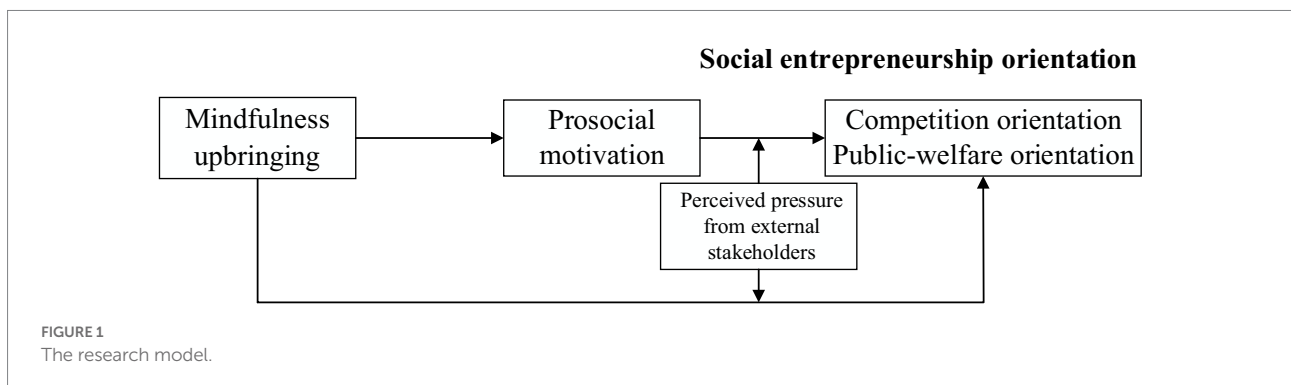 Social entrepreneurship orientation
Mindfulness
upbringing
Prosocial
motivation
Competition orientation
Public-welfare orientation
Perceived pressure
from external
stakeholders
FIGURE 1
The research model.